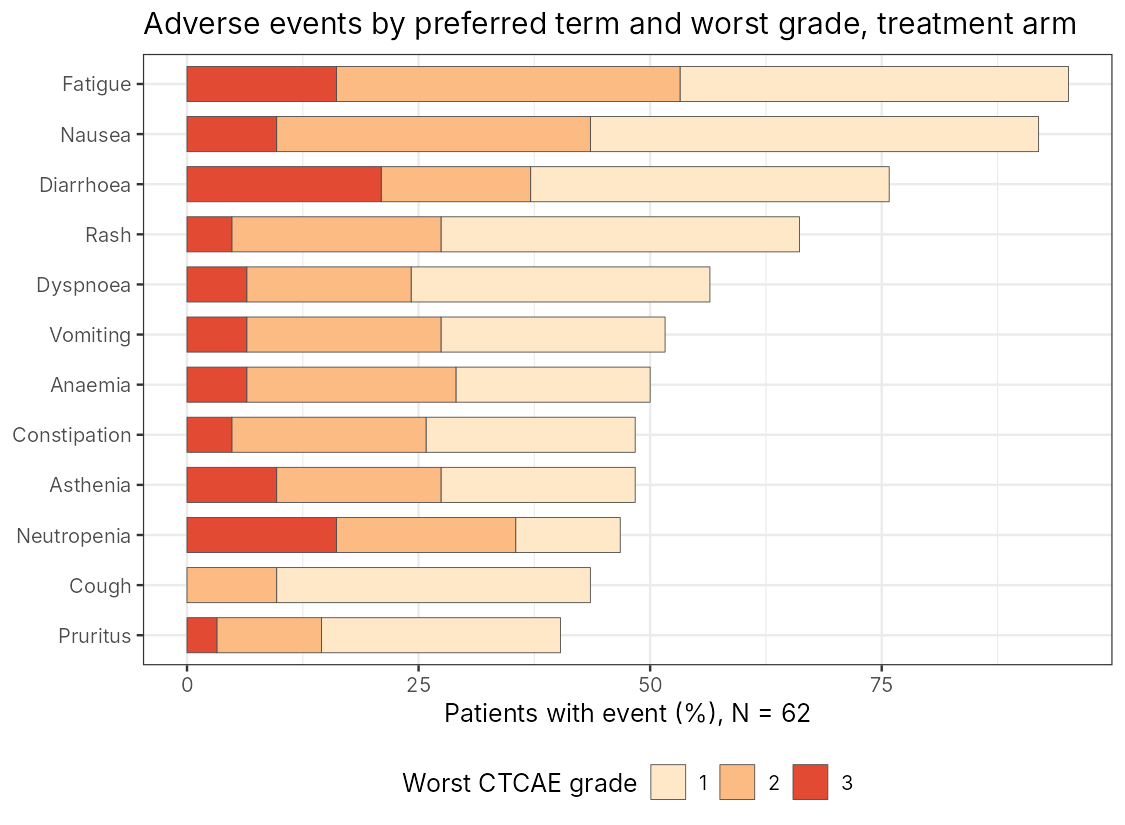 Adverse events by preferred term and worst grade, treatment arm
Fatigue
Nausea
Diarrhoea
Rash
Dyspnoea
Vomiting
Anaemia
Constipation
Asthenia
Neutropenia
Cough
Pruritus
0 25 50 75
Patients with event (%), N = 62
Worst CTCAE grade 1 2 3